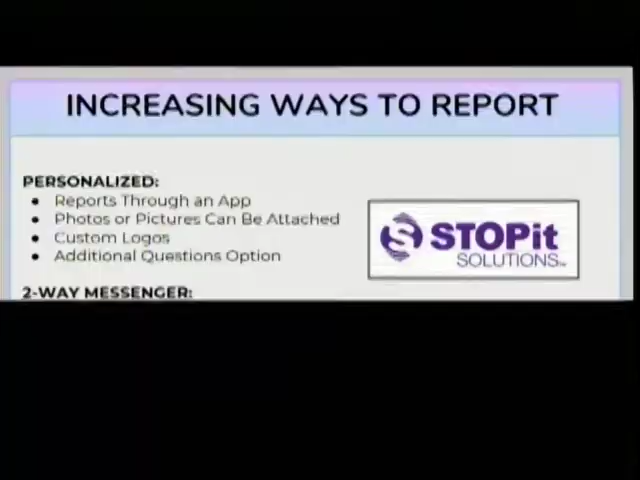 INCREASING WAYS TO REPORT
PERSONALIZED:
● Reports Through an App
● Photos or Pictures Can Be Attached
● Custom Logos
● Additional Questions Option
STOPit
SOLUTIONS
2-WAY MESSENGER: